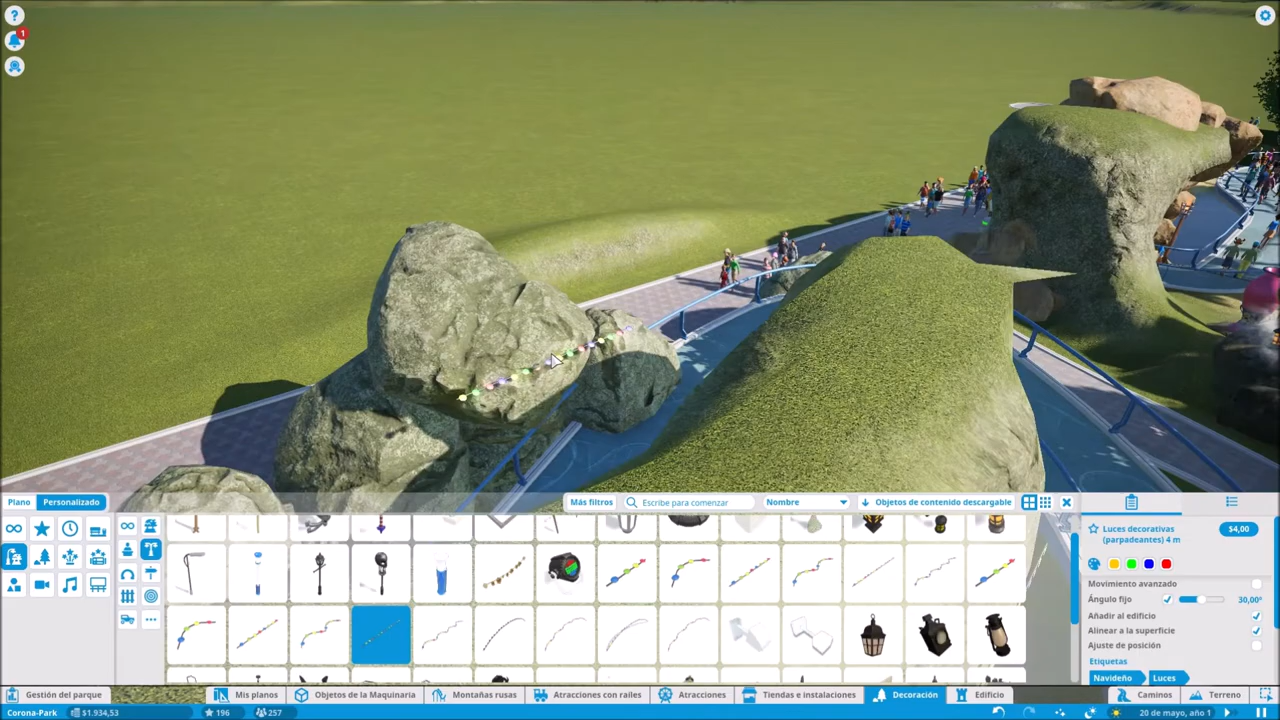 ?
1
Plano
Personalizado
Más filtros
Escribe para comenzar
Nombre
Objetos de contenido descargable
Luces decorativas
(parpadeantes) 4 m
$4,00
Movimiento avanzado
Ángulo fijo
30,00°
Añadir al edificio
Alinear a la superficie
Ajuste de posición
Etiquetas
Navideño
Luces
Gestión del parque
Mis planos
Objetos de la Maquinaria
Montañas rusas
Atracciones con raíles
Atracciones
Tiendas e instalaciones
Decoración
Edificio
Caminos
Terreno
Corona-Park
$1.934,53
196
257
20 de mayo, año 1